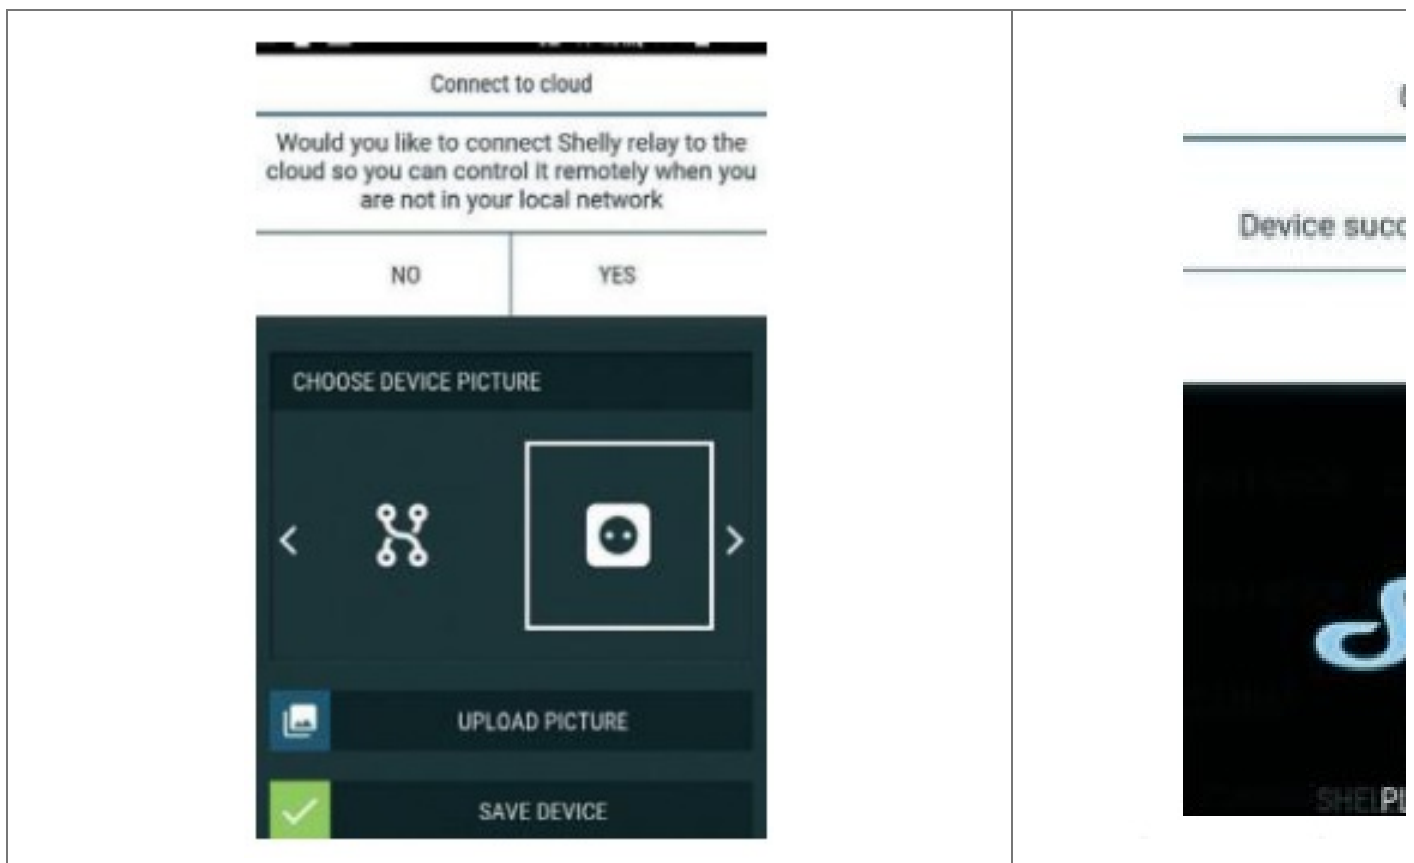 Connect to cloud
Would you like to connect Shelly relay to the
cloud so you can control it remotely when you
are not in your local network
NO YES
CHOOSE DEVICE PICTURE
UPLOAD PICTURE
SAVE DEVICE
Device